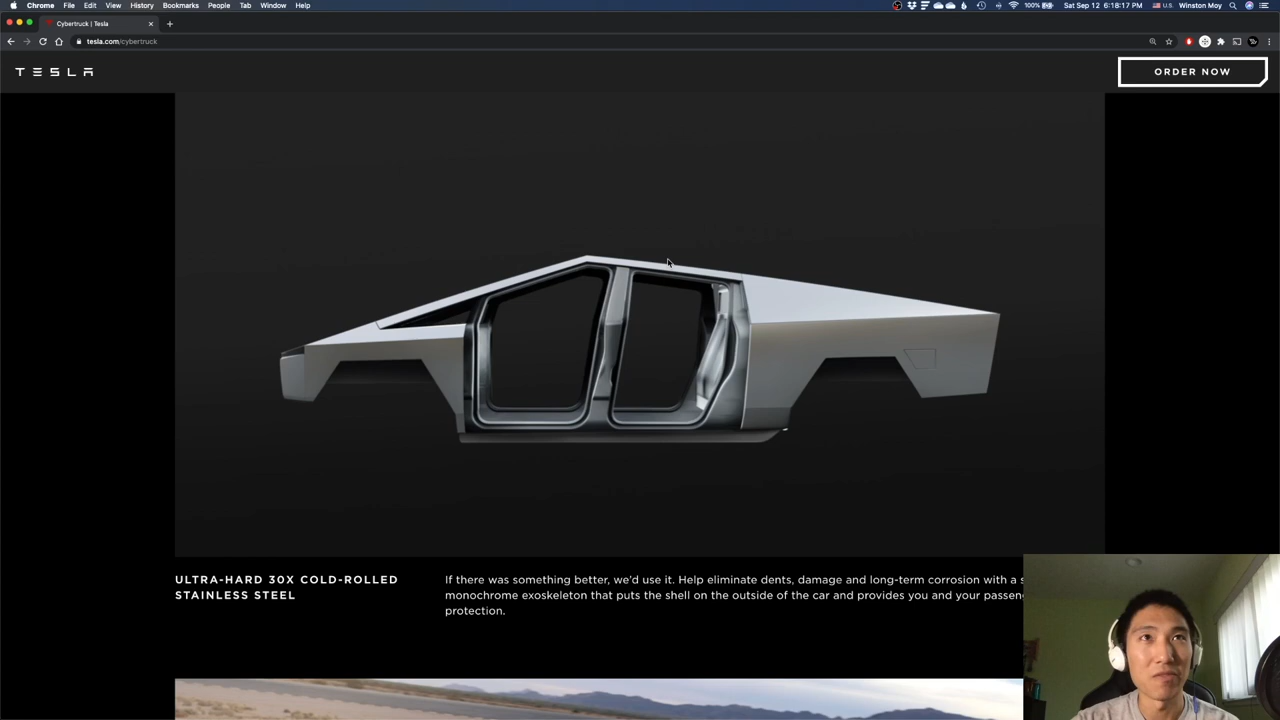 Chrome File Edit View History Bookmarks People Tab Window Help
100% U.S. Sat Sep 12 6:18:17 PM Winston Moy
Cybertruck | Tesla
tesla.com/cybertruck
TESLA
ORDER NOW
ULTRA-HARD 30X COLD-ROLLED
STAINLESS STEEL
If there was something better, we'd use it. Help eliminate dents, damage and long-term corrosion with a s
monochrome exoskeleton that puts the shell on the outside of the car and provides you and your passen
protection.